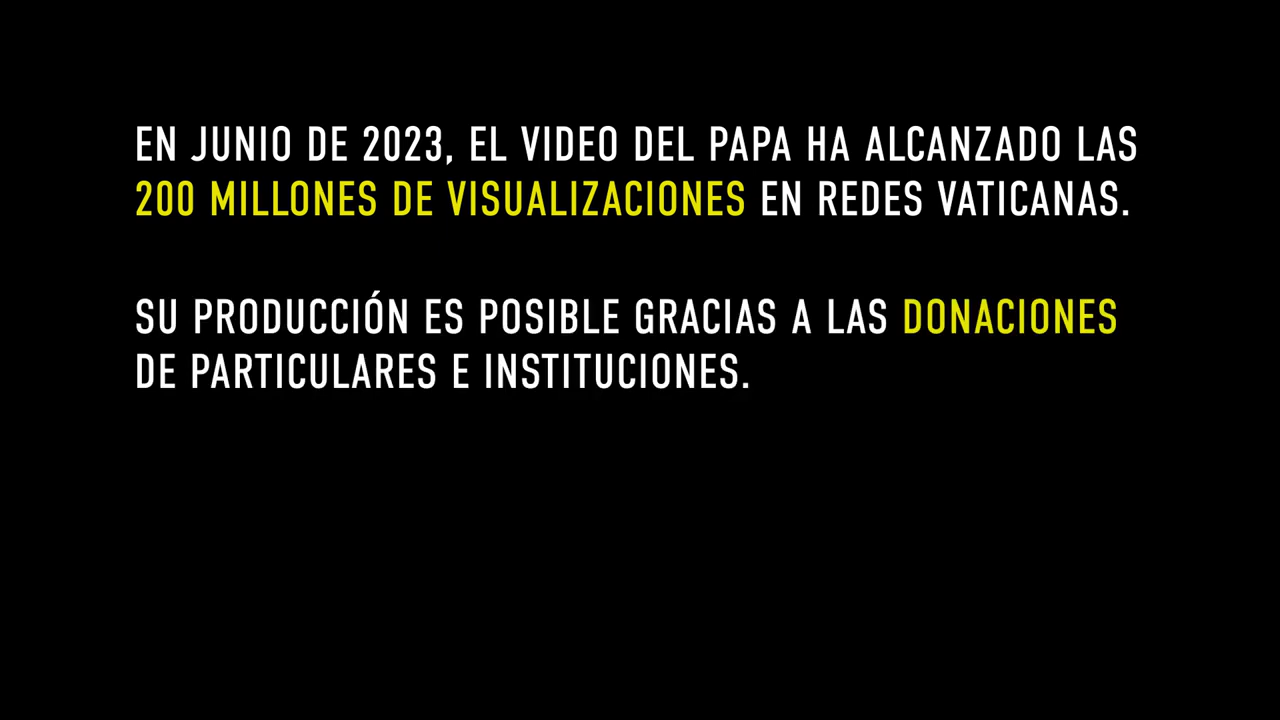 EN JUNIO DE 2023, EL VIDEO DEL PAPA HA ALCANZADO LAS
200 MILLONES DE VISUALIZACIONES EN REDES VATICANAS.
SU PRODUCCIÓN ES POSIBLE GRACIAS A LAS DONACIONES
DE PARTICULARES E INSTITUCIONES.